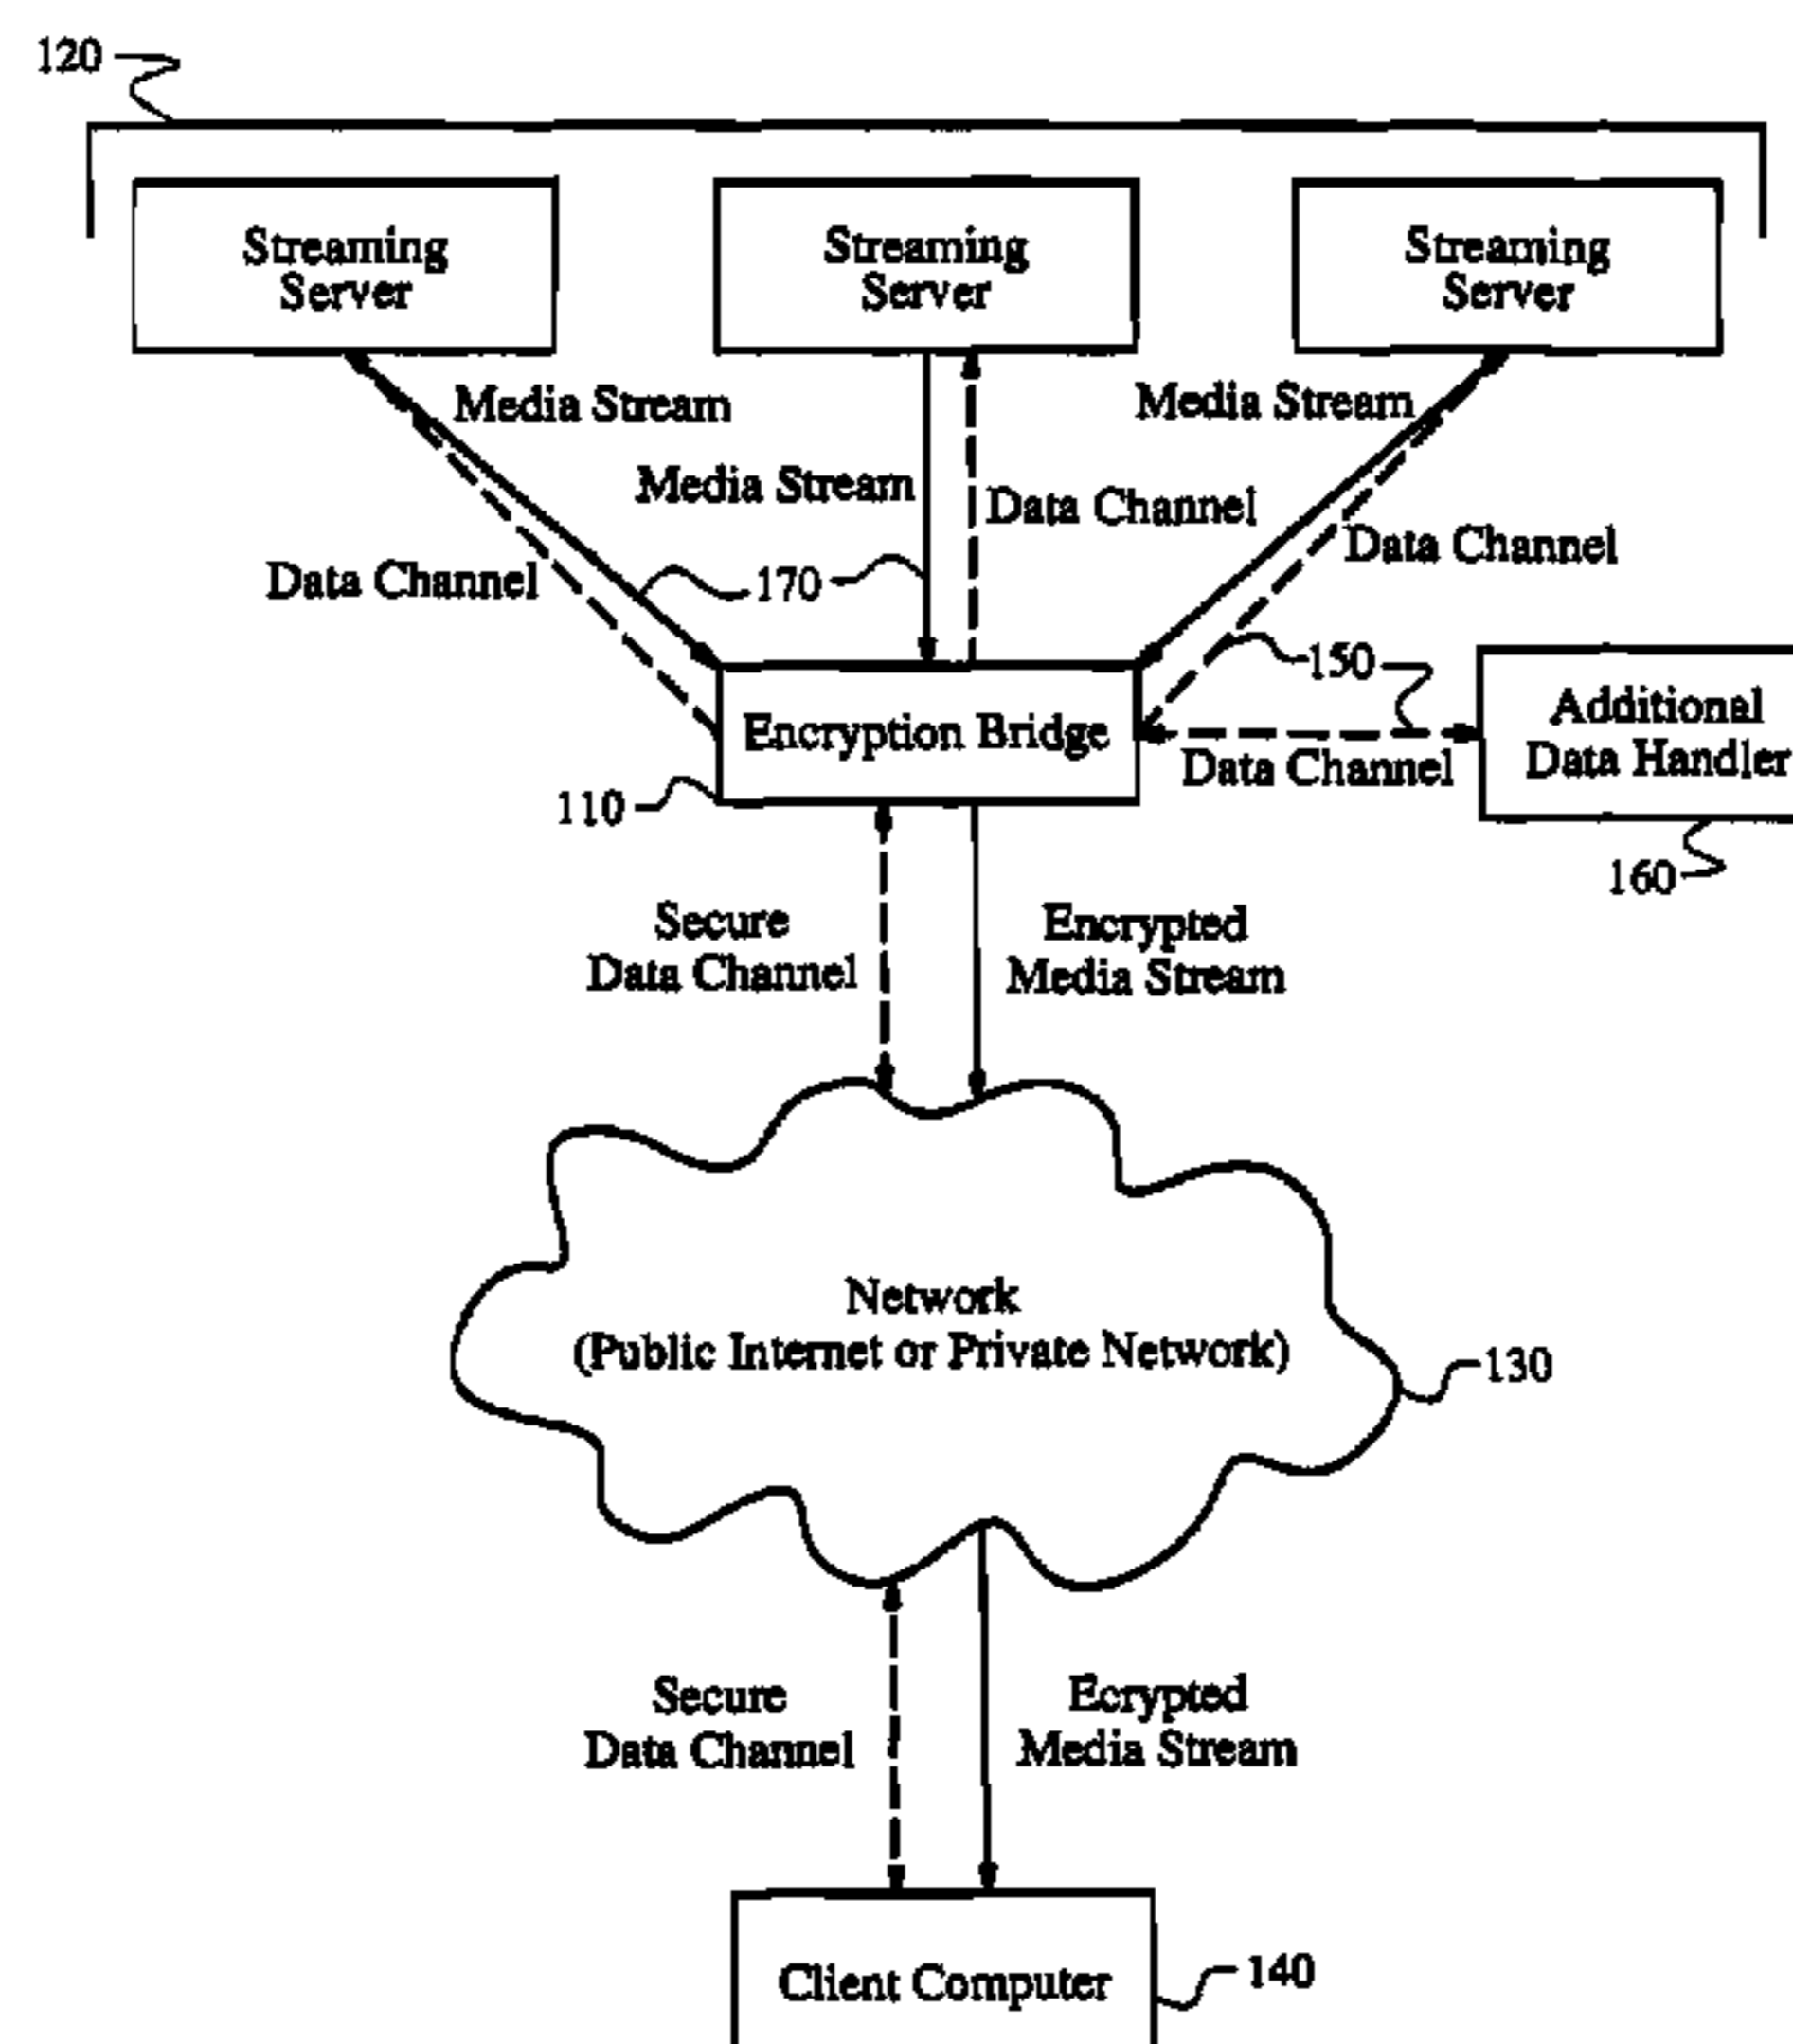 120
Streaming
Server
Streaming
Server
Streaming
Server
Media Stream
Media Stream
Media Stream
Data Channel
Data Channel
Data Channel
170
150
Encryption Bridge
Data Channel
Additional
Data Handler
110
160
Secure
Data Channel
Encrypted
Media Stream
Network
(Public Internet or Private Network)
130
Secure
Data Channel
Ecrypted
Media Stream
Client Computer
140